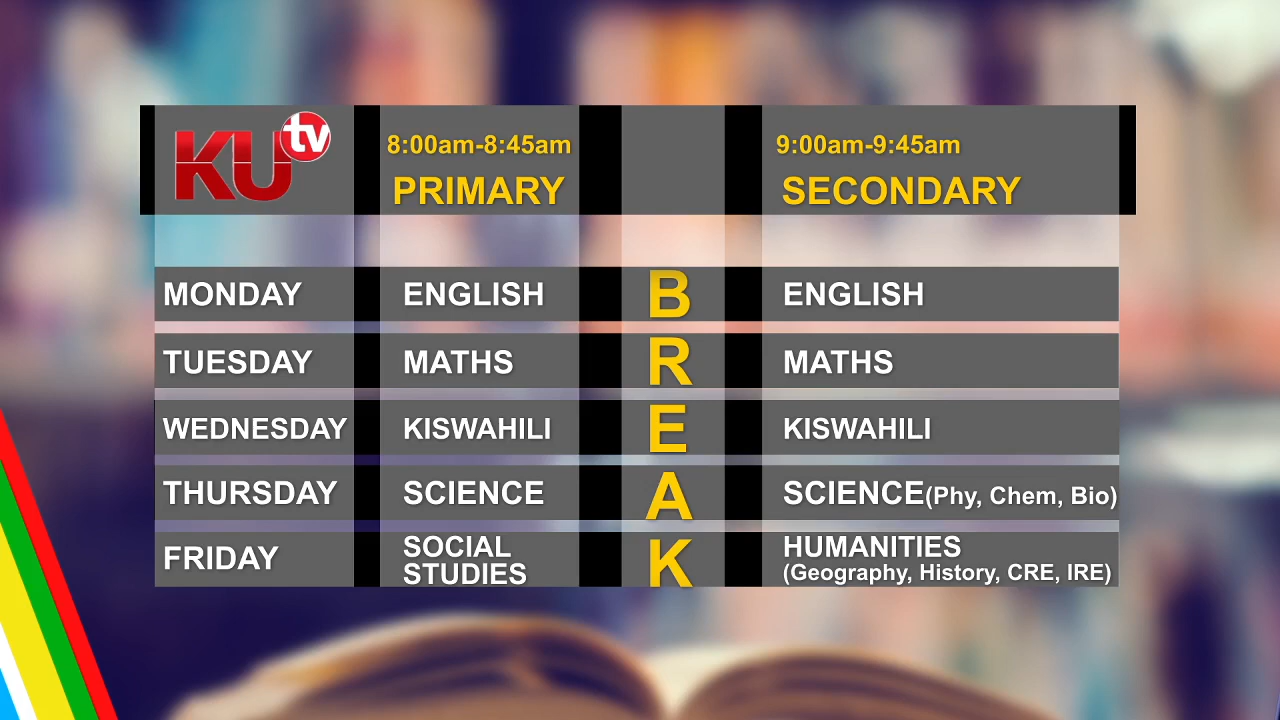 KU tv
8:00am-8:45am
PRIMARY
9:00am-9:45am
SECONDARY
MONDAY ENGLISH B ENGLISH
TUESDAY MATHS R MATHS
WEDNESDAY KISWAHILI E KISWAHILI
THURSDAY SCIENCE A SCIENCE(Phy, Chem, Bio)
FRIDAY SOCIAL STUDIES K HUMANITIES
(Geography, History, CRE, IRE)